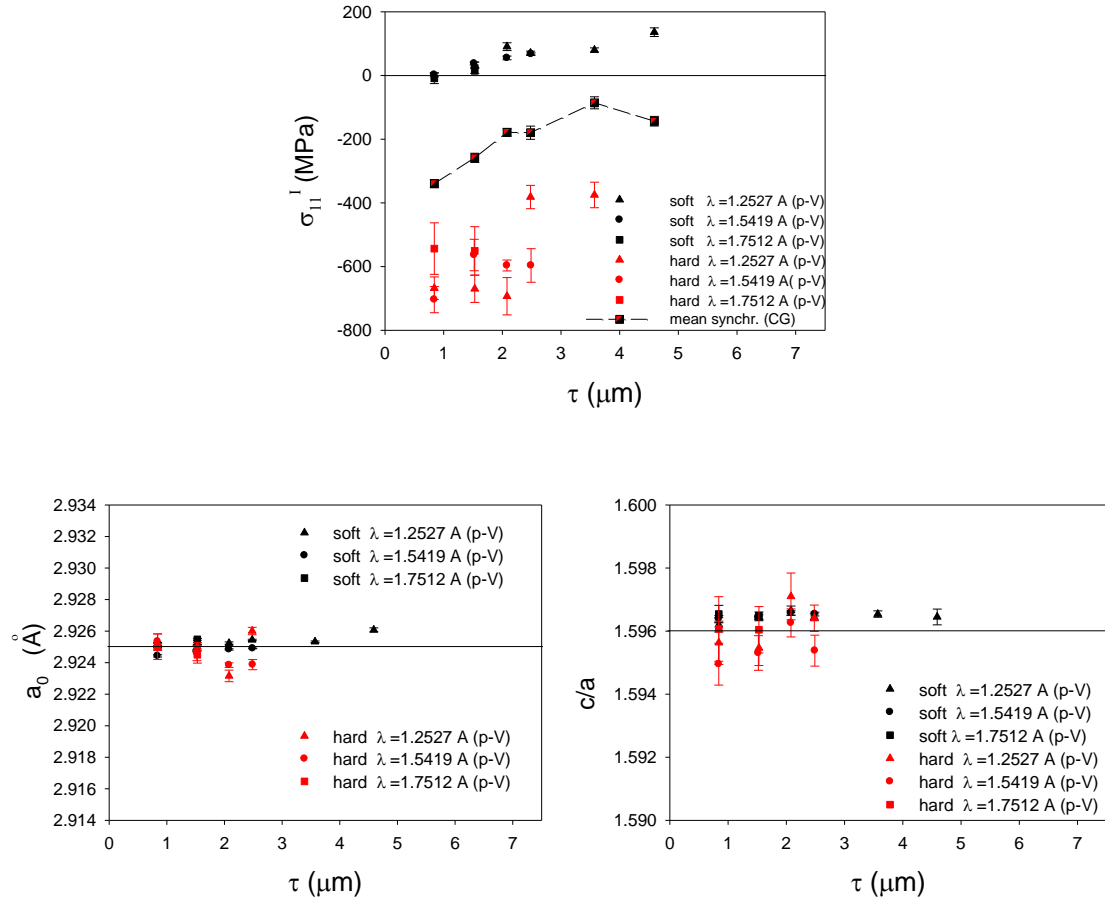 200
0
-200
-400
-600
-800
σ11^I (MPa)
soft λ =1.2527 A (p-V)
soft λ=1.5419 A (p-V)
soft λ =1.7512 A (p-V)
hard λ =1.2527 A (p-V)
hard λ =1.5419 A( p-V)
hard λ =1.7512 A (p-V)
mean synchr. (CG)
0 1 2 3 4 5 6 7
τ (μm)
2.934
2.932
2.930
2.928
2.926
2.924
2.922
2.920
2.918
2.916
2.914
a0 (Å)
soft λ =1.2527 A (p-V)
soft λ =1.5419 A (p-V)
soft λ =1.7512 A (p-V)
hard λ =1.2527 A (p-V)
hard λ =1.5419 A (p-V)
hard λ =1.7512 A (p-V)
0 1 2 3 4 5 6 7
τ (μm)
1.600
1.598
1.596
1.594
1.592
1.590
c/a
soft λ =1.2527 A (p-V)
soft λ =1.5419 A (p-V)
soft λ =1.7512 A (p-V)
hard λ =1.2527 A (p-V)
hard λ =1.5419 A (p-V)
hard λ =1.7512 A (p-V)
0 1 2 3 4 5 6 7
τ (μm)